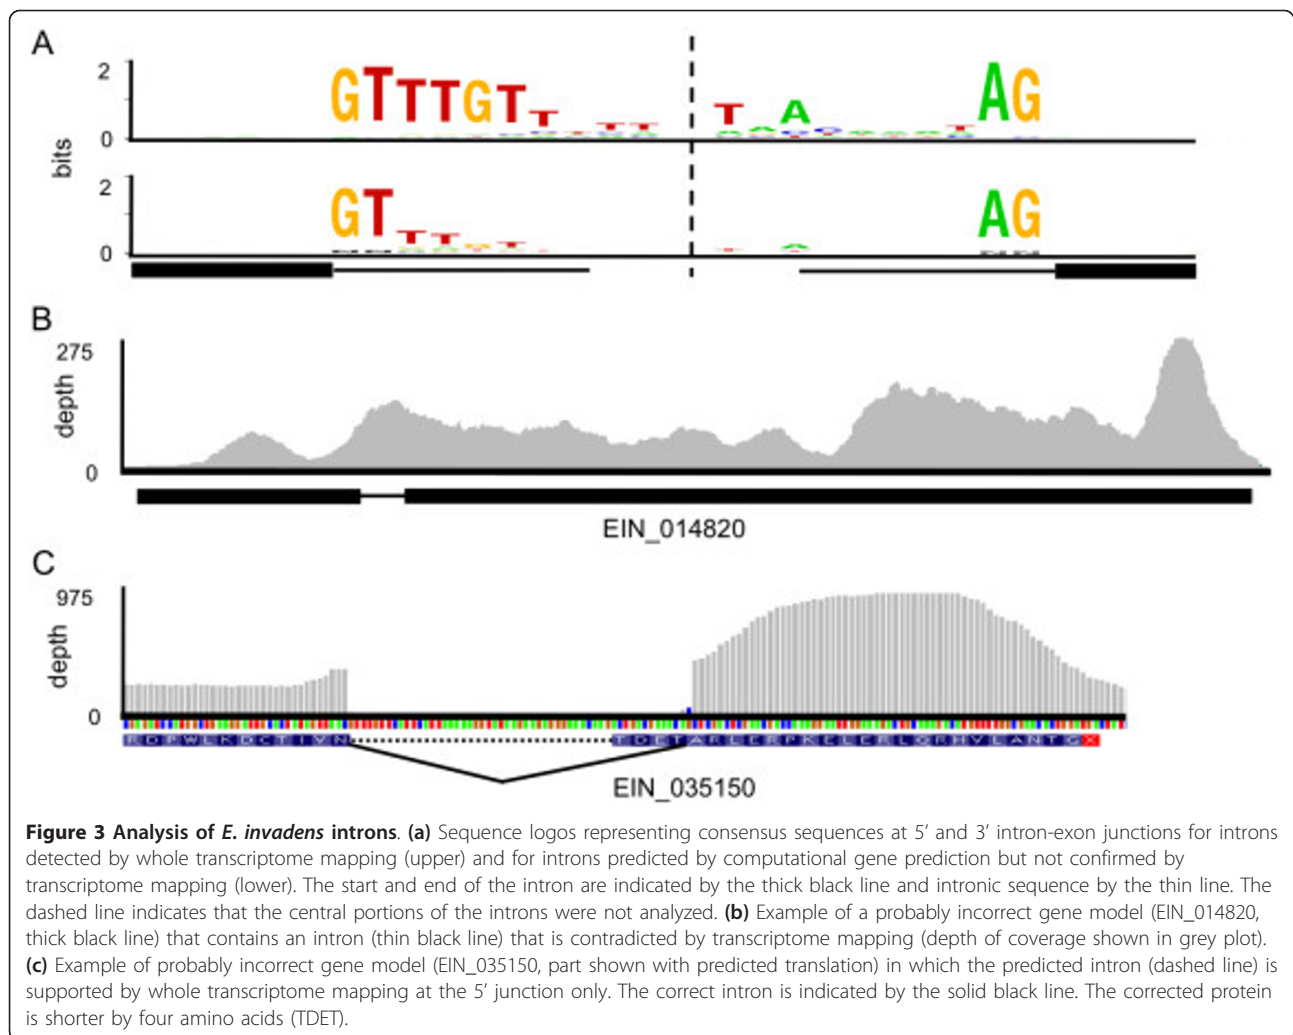 A
bits
2
0
GTTTGTT TT T A AG
2
0
GTTT T A AG
B
depth
275
0
EIN_014820
C
depth
975
0
RDPWLKDCTIVN TDETARLERPKELERLQRHVLANTGX
EIN_035150
Figure 3 Analysis of E. invadens introns. (a) Sequence logos representing consensus sequences at 5’ and 3’ intron-exon junctions for introns
detected by whole transcriptome mapping (upper) and for introns predicted by computational gene prediction but not confirmed by
transcriptome mapping (lower). The start and end of the intron are indicated by the thick black line and intronic sequence by the thin line. The
dashed line indicates that the central portions of the introns were not analyzed. (b) Example of a probably incorrect gene model (EIN_014820,
thick black line) that contains an intron (thin black line) that is contradicted by transcriptome mapping (depth of coverage shown in grey plot).
(c) Example of probably incorrect gene model (EIN_035150, part shown with predicted translation) in which the predicted intron (dashed line) is
supported by whole transcriptome mapping at the 5’ junction only. The correct intron is indicated by the solid black line. The corrected protein
is shorter by four amino acids (TDET).